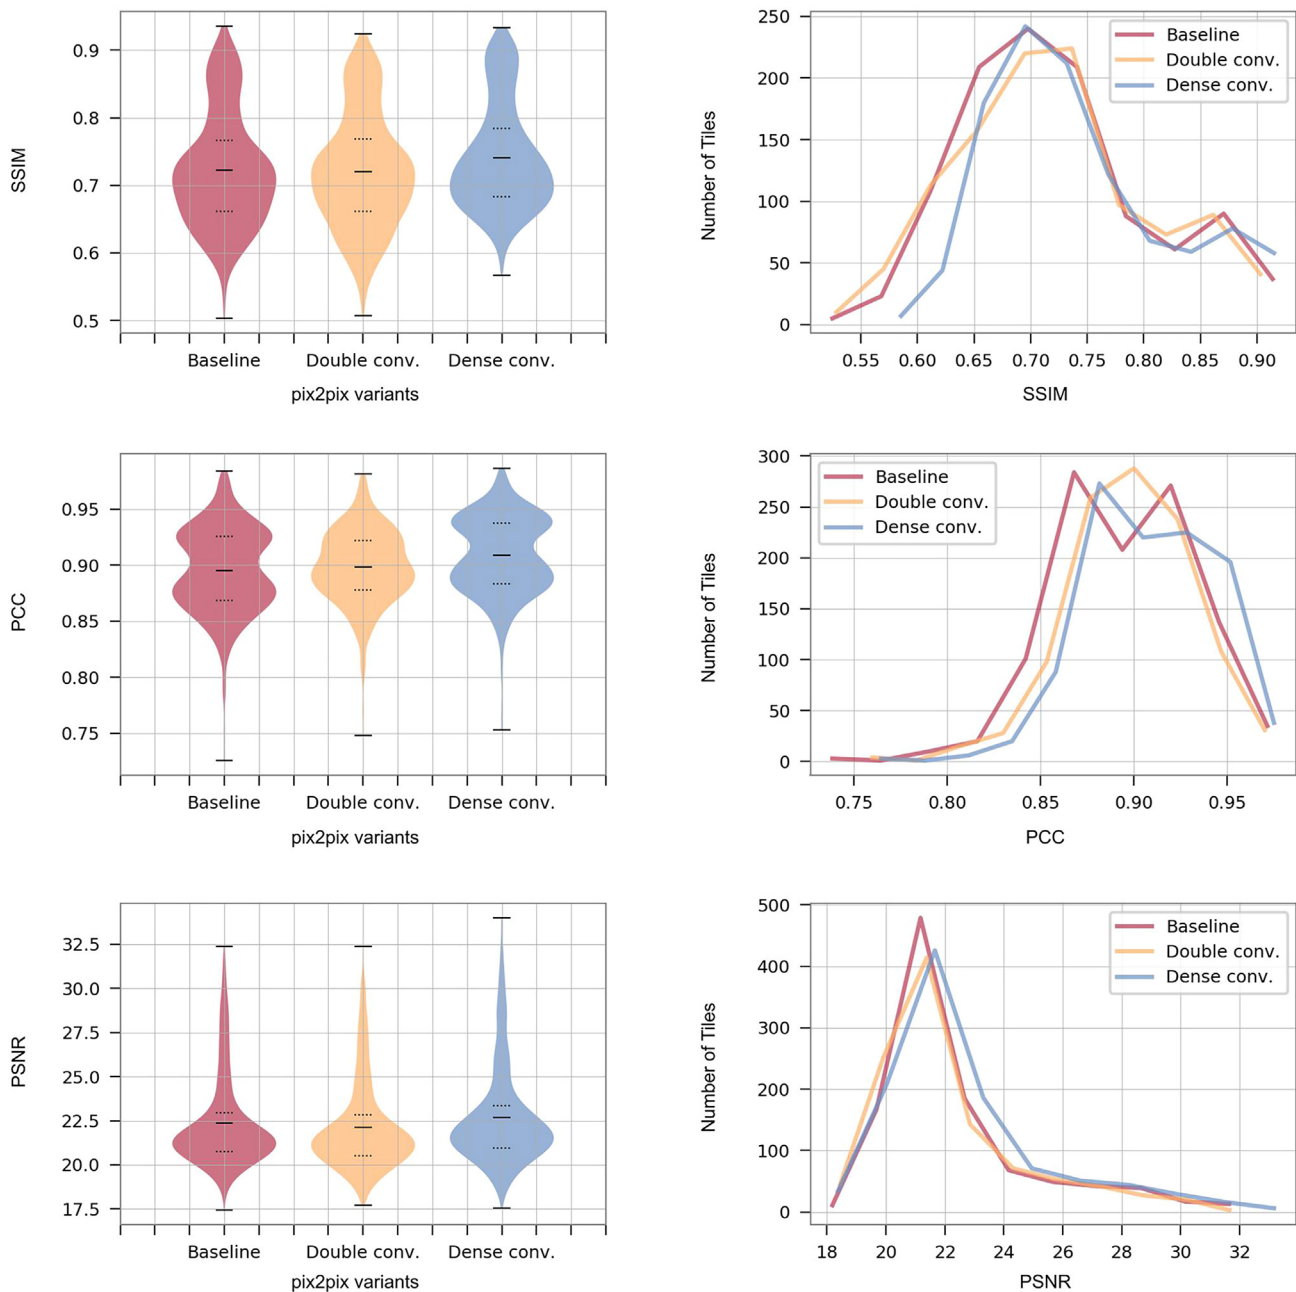 SSIM
0.9
0.8
0.7
0.6
0.5
Baseline Double conv. Dense conv.
pix2pix variants
Number of Tiles
250
200
150
100
50
0
Baseline
Double conv.
Dense conv.
0.55 0.60 0.65 0.70 0.75 0.80 0.85 0.90
SSIM
PCC
0.95
0.90
0.85
0.80
0.75
Baseline Double conv. Dense conv.
pix2pix variants
Number of Tiles
300
250
200
150
100
50
0
Baseline
Double conv.
Dense conv.
0.75 0.80 0.85 0.90 0.95
PCC
PSNR
32.5
30.0
27.5
25.0
22.5
20.0
17.5
Baseline Double conv. Dense conv.
pix2pix variants
Number of Tiles
500
400
300
200
100
0
Baseline
Double conv.
Dense conv.
18 20 22 24 26 28 30 32
PSNR